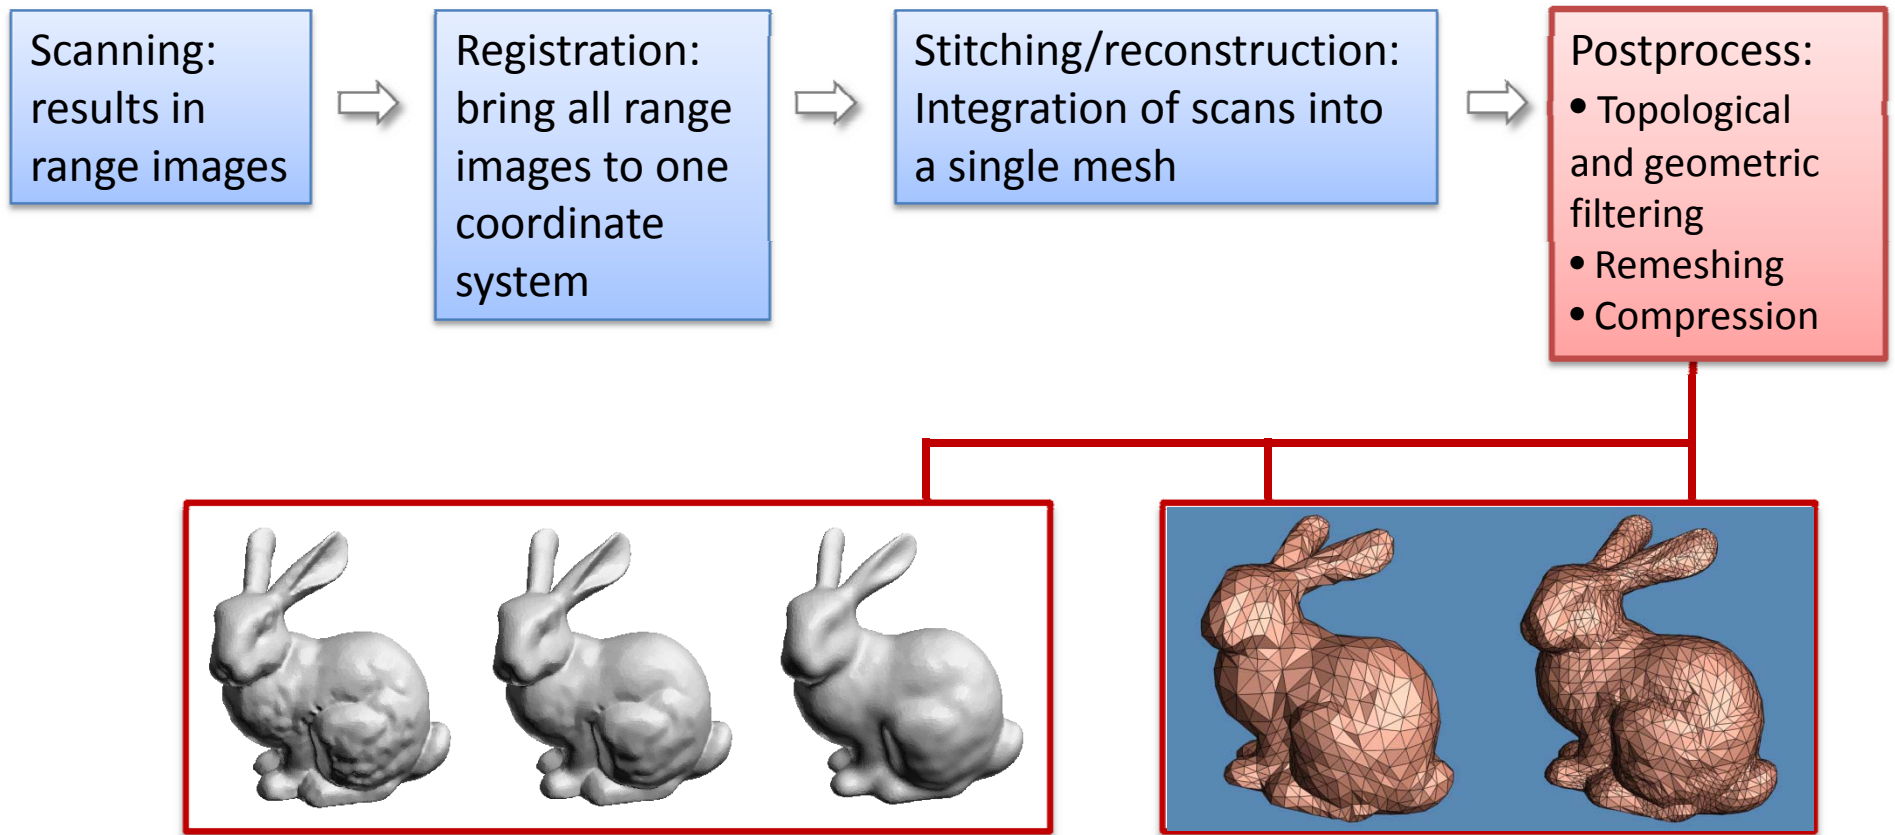 Scanning:
results in
range images
Registration:
bring all range
images to one
coordinate
system
Stitching/reconstruction:
Integration of scans into
a single mesh
Postprocess:
• Topological
and geometric
filtering
• Remeshing
• Compression